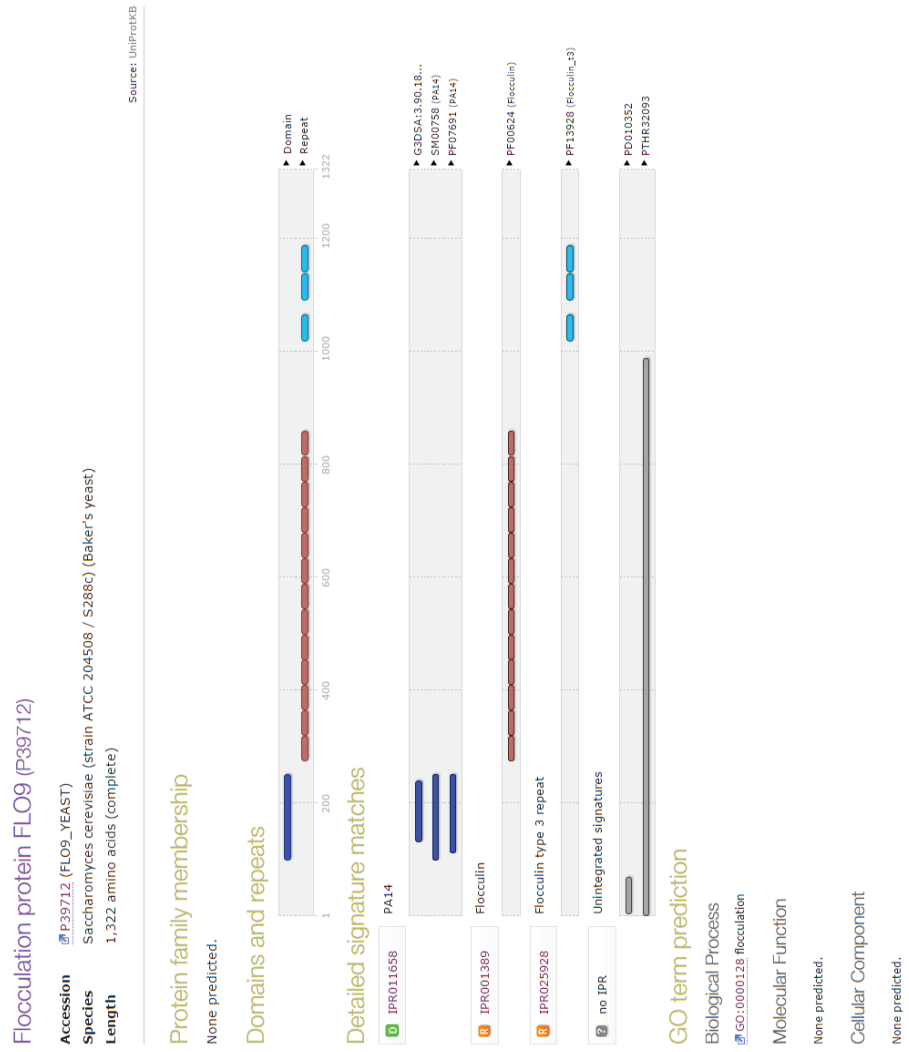 Flocculation protein FLO9 (P39712)
Accession P39712 (FLO9_YEAST)
Species Saccharomyces cerevisiae (strain ATCC 204508 / S288c) (Baker's yeast)
Length 1,322 amino acids (complete)
Source: UniProtKB
Protein family membership
None predicted.
Domains and repeats
Domain
Repeat
1 200 400 600 800 1000 1200 1322
Detailed signature matches
D IPR011658 PA14
G3DSA:3.90.18...
SM00758 (PA14)
PF07691 (PA14)
R IPR001389 Flocculin
PF00624 (Flocculin)
R IPR025928 Flocculin type 3 repeat
PF13928 (Flocculin_t3)
? no IPR Unintegrated signatures
PD010352
PTHR32093
GO term prediction
Biological Process
GO:0000128 flocculation
Molecular Function
None predicted.
Cellular Component
None predicted.